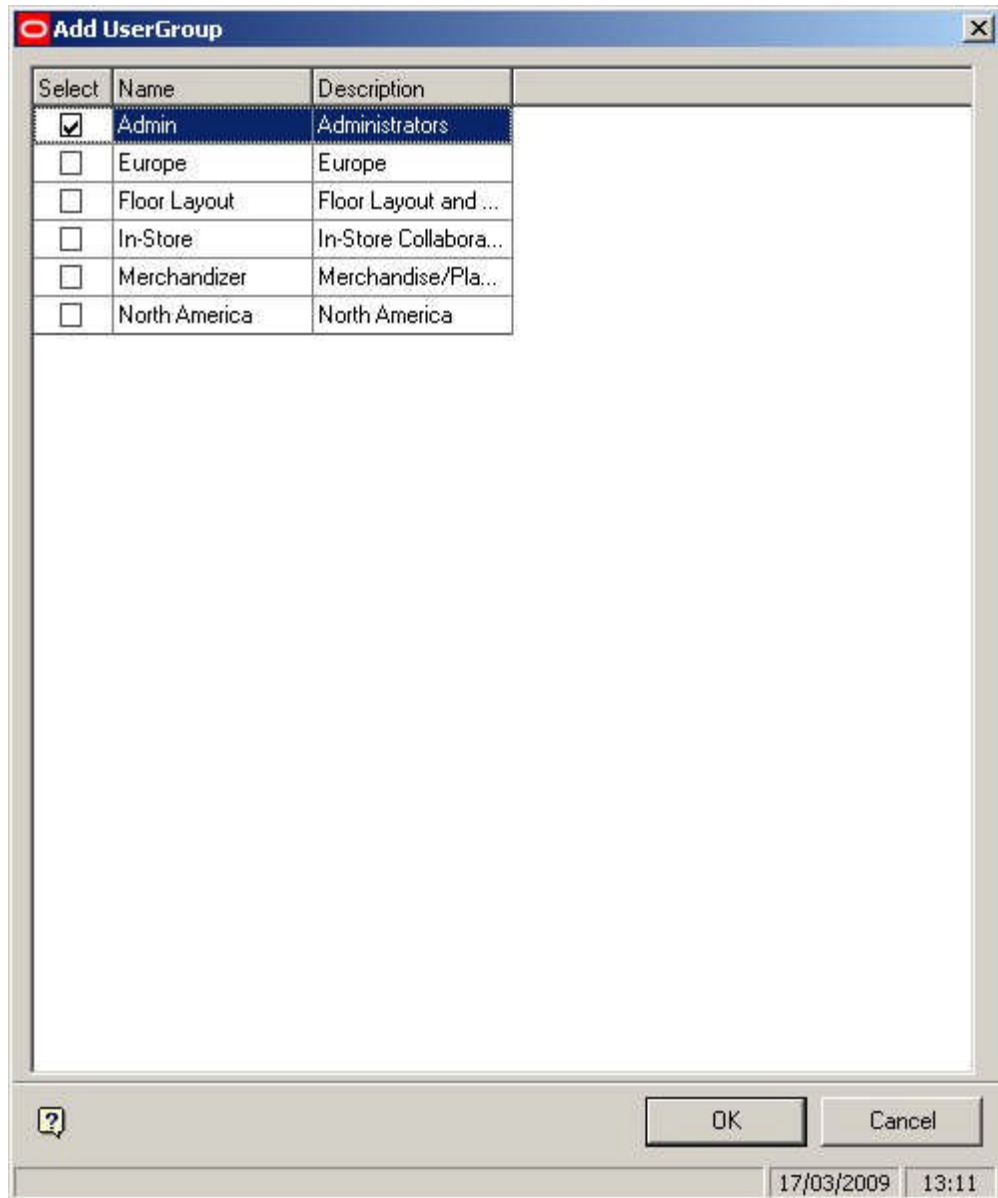 Add UserGroup
Select Name Description
Admin Administrators
Europe Europe
Floor Layout Floor Layout and ...
In-Store In-Store Collabora...
Merchandizer Merchandise/Pla...
North America North America
OK Cancel
17/03/2009 13:11